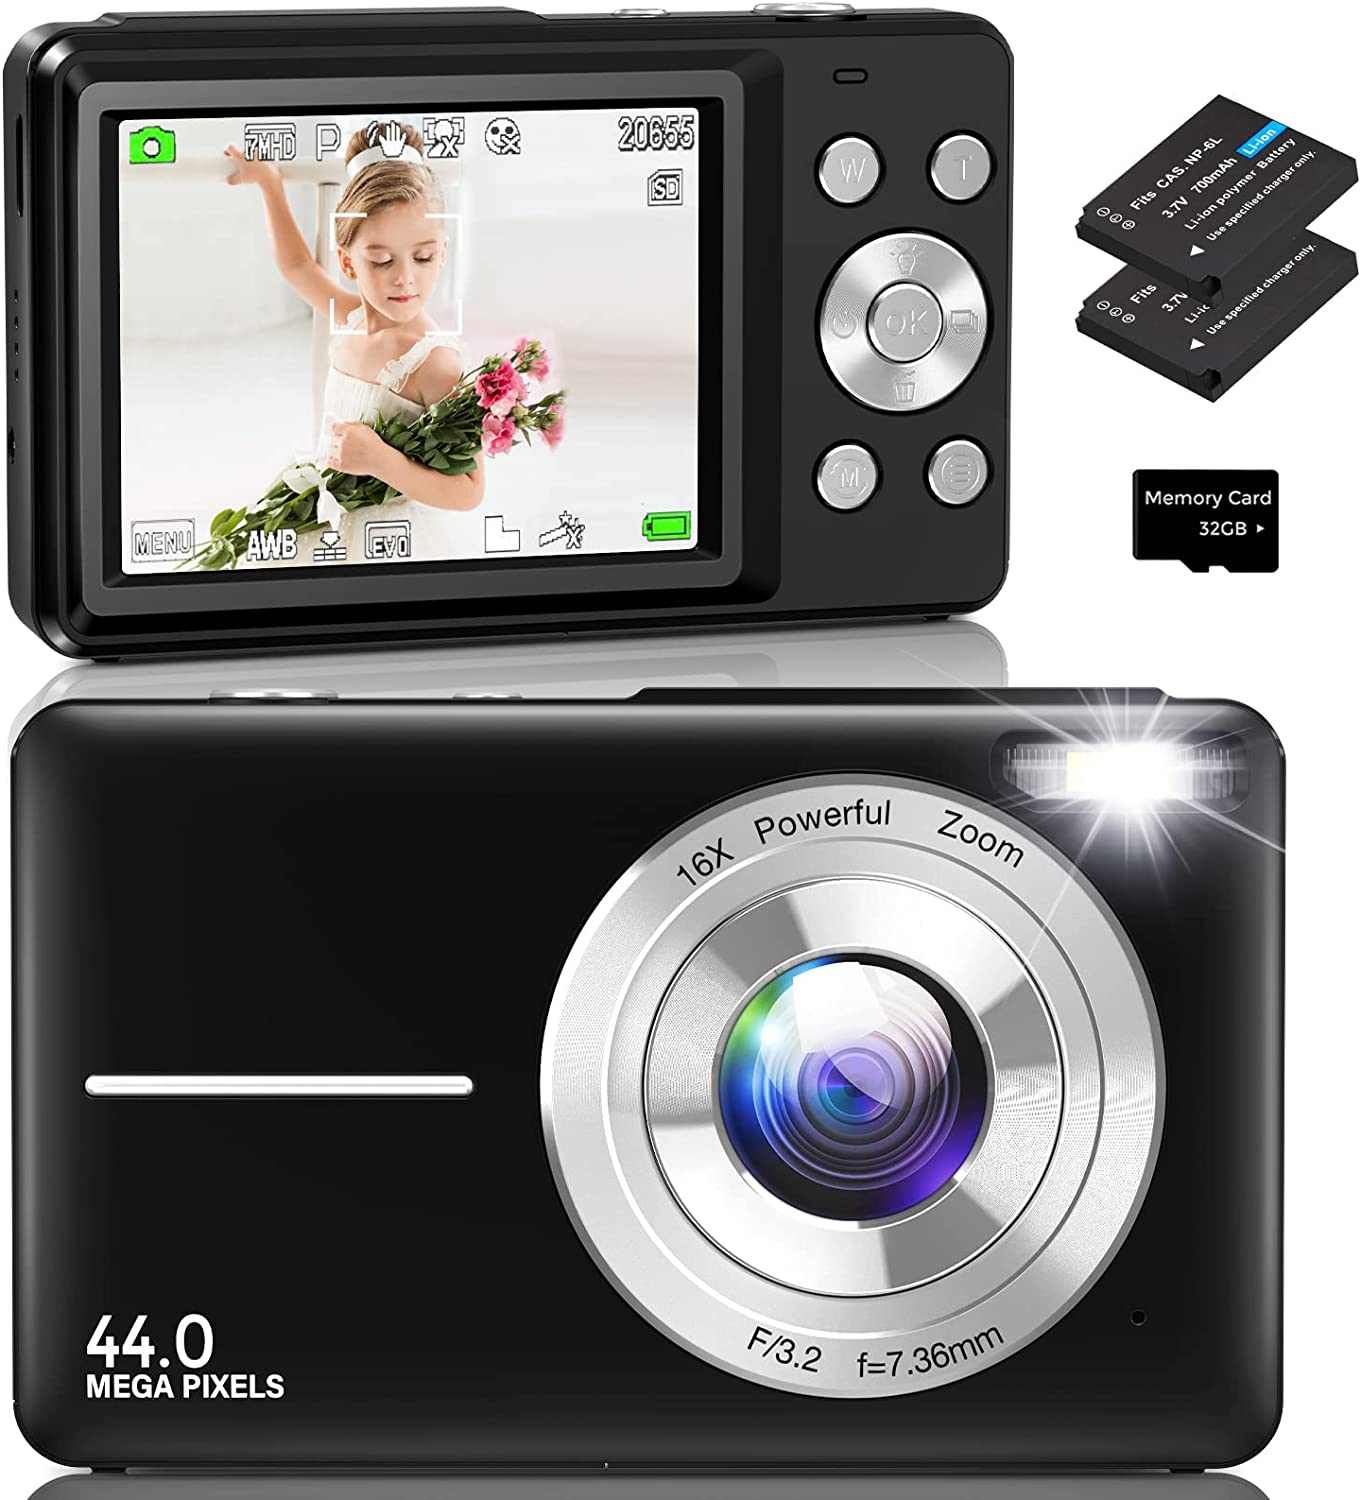 7MHD P 20655
SD
MENU AWB EV0
W T
OK
M
Fits CAS. NP-6L
3.7V 700mAh Li-ion
Li-ion polymer Battery
Use specified charger only.
Fits
3.7V
Use specified charger only.
Memory Card
32GB
16X Powerful Zoom
F/3.2 f=7.36mm
44.0
MEGA PIXELS